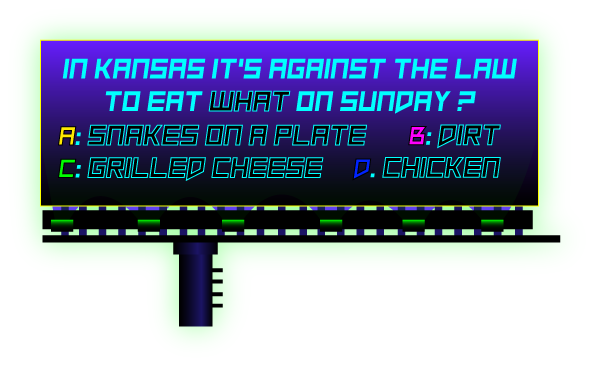 IN KANSAS IT'S AGAINST THE LAW
TO EAT WHAT ON SUNDAY ?
A: SNAKES ON A PLATE B: DIRT
C: GRILLED CHEESE D. CHICKEN